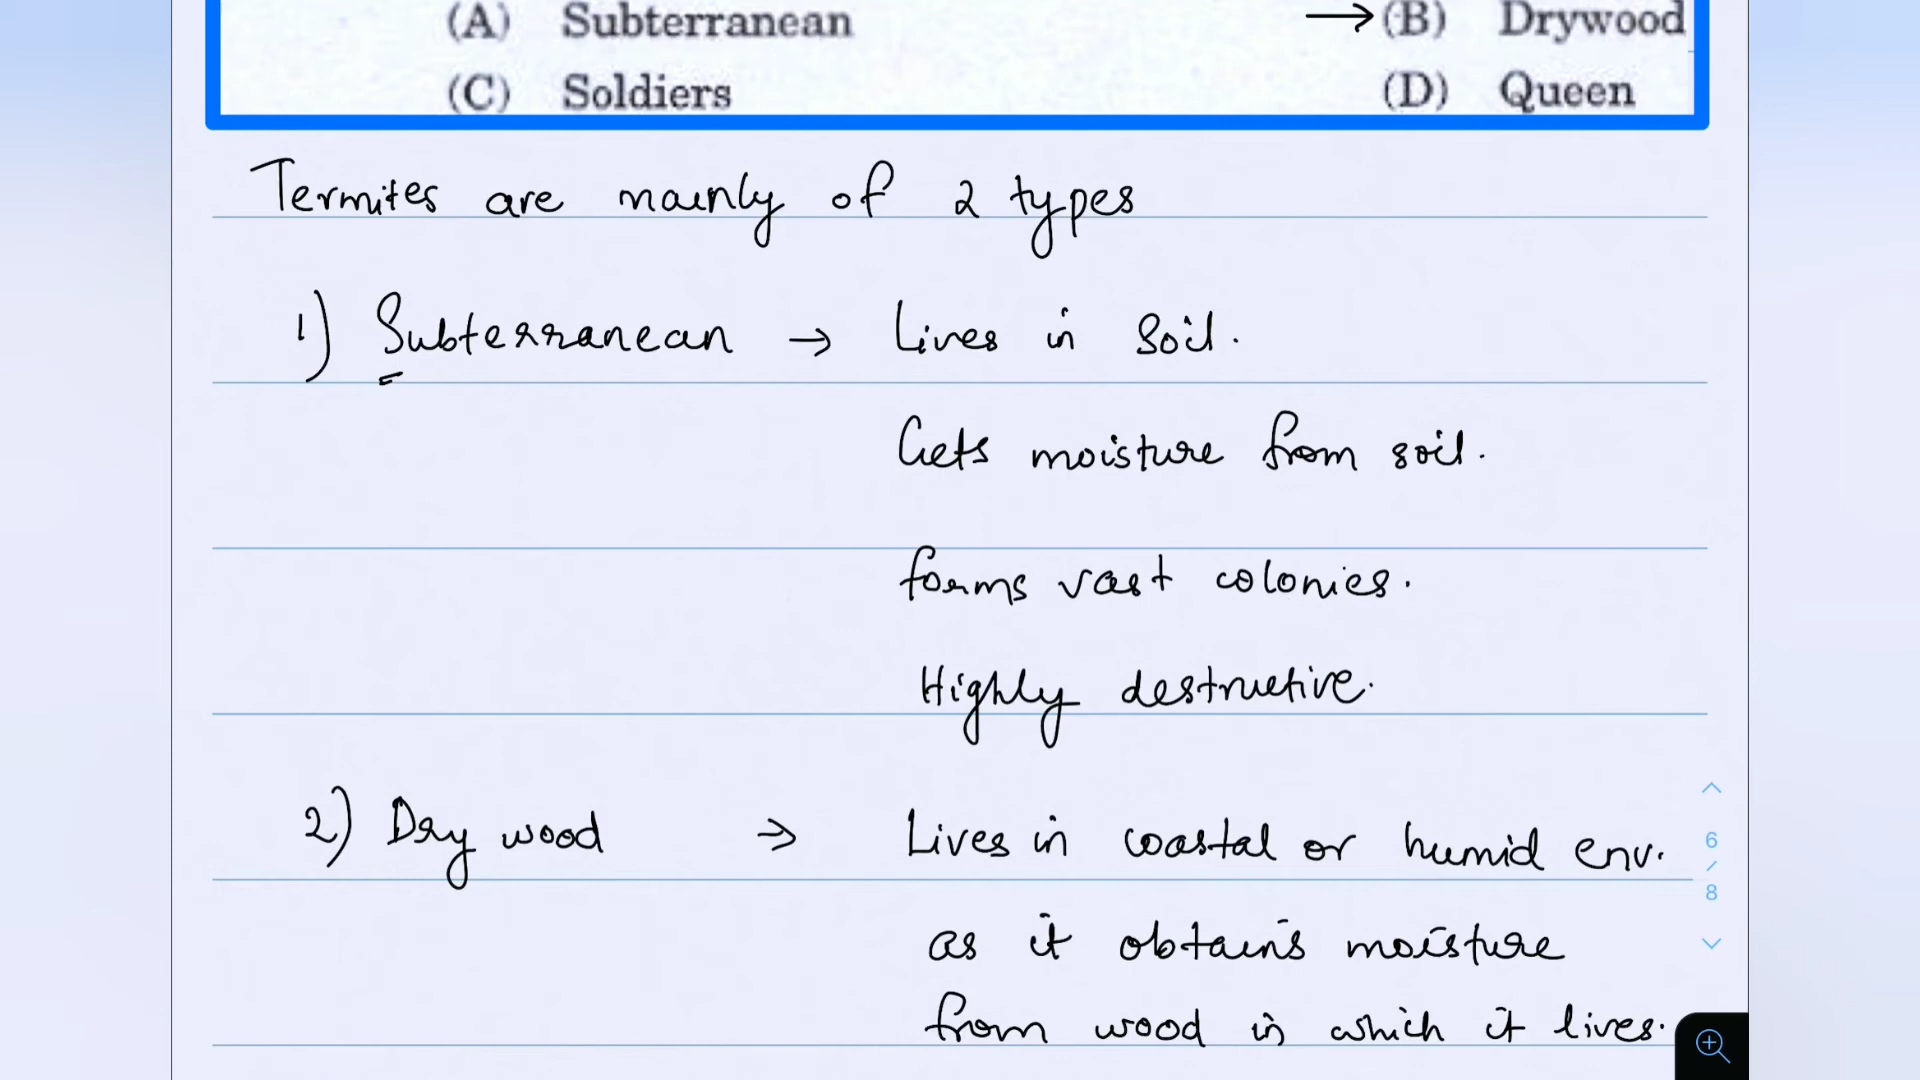 (A) Subterranean → (B) Drywood
(C) Soldiers (D) Queen
Termites are mainly of 2 types
1) Subterranean → Lives in soil.
Gets moisture from soil.
forms vast colonies.
Highly destructive.
2) Dry wood → Lives in coastal or humid env.
as it obtains moisture
from wood in which it lives.
6
/
8